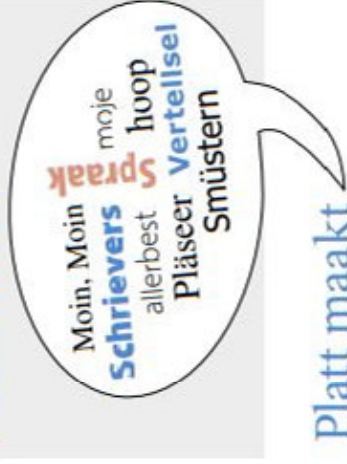 Moin, Moin
Schrievers Spraak moje
allerbest hoop
Pläseer Vertellsel
Smüstern
Platt maakt